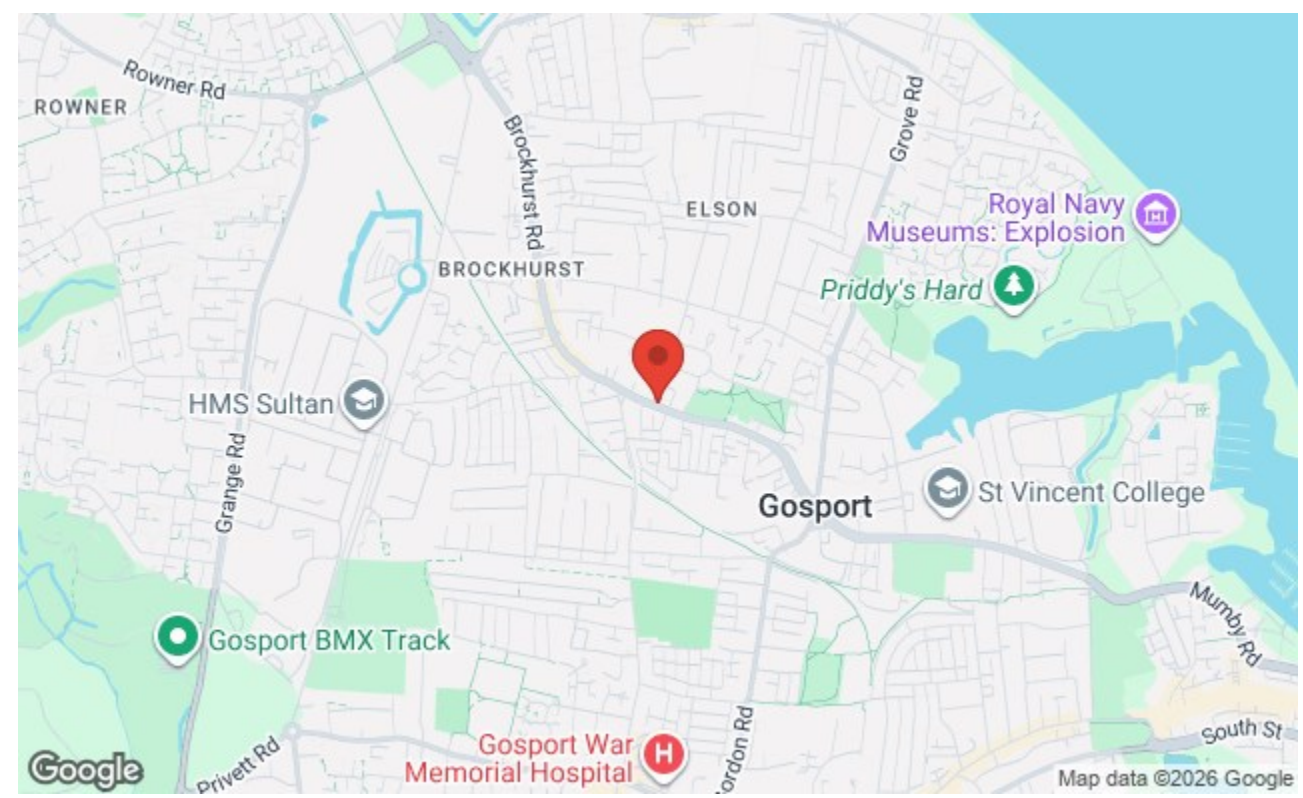 Rowner Rd
ROWNER
Brockhurst Rd
Grove Rd
ELSON
Royal Navy
Museums: Explosion
BROCKHURST
Priddy's Hard
HMS Sultan
Grange Rd
St Vincent College
Gosport
Mumby Rd
Gosport BMX Track
Gordon Rd
South St
Gosport War
Memorial Hospital
H
Privett Rd
Google
Map data ©2026 Google